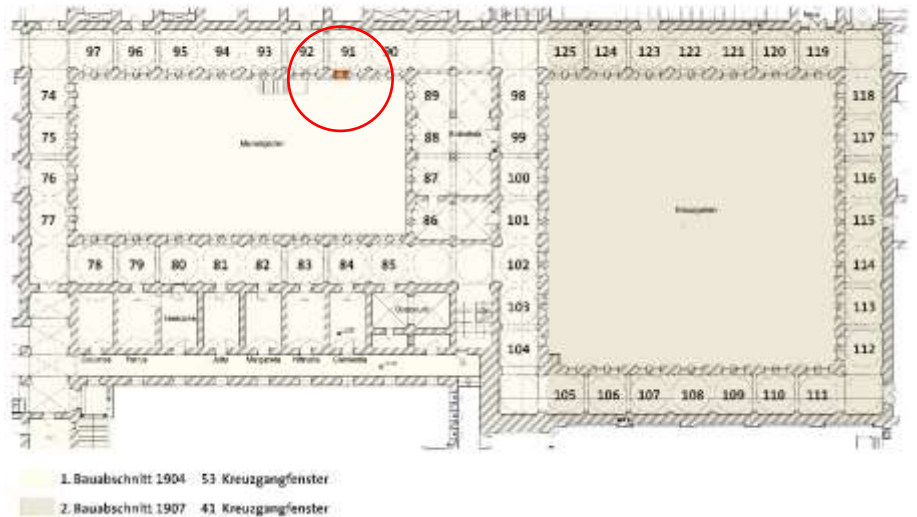 97 96 95 94 93 92 91 90
125 124 123 122 121 120 119
74 89 98 118
75 88 99 117
76 87 100 116
77 86 101 115
Kreuzgarten
78 79 80 81 82 83 84 85 102 114
103 113
104 112
Margareta
105 106 107 108 109 110 111
1. Bauabschnitt 1904 53 Kreuzgangfenster
2. Bauabschnitt 1907 41 Kreuzgangfenster